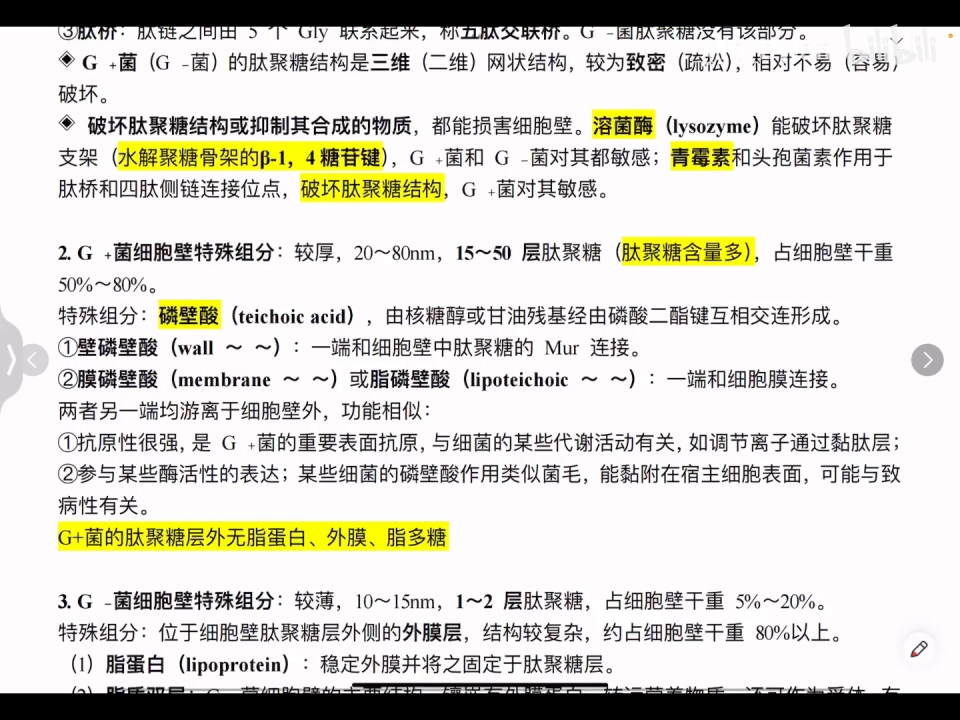 ③肽桥：肽链之间由 5 个 Gly 联系起来，称五肽交联桥。G -菌肽聚糖没有该部分。
bilibili
◈ G +菌（G -菌）的肽聚糖结构是三维（二维）网状结构，较为致密（疏松），相对不易（容易）
破坏。
◈ 破坏肽聚糖结构或抑制其合成的物质，都能损害细胞壁。溶菌酶（lysozyme）能破坏肽聚糖
支架（水解聚糖骨架的β-1，4 糖苷键），G +菌和 G -菌对其都敏感；青霉素和头孢菌素作用于
肽桥和四肽侧链连接位点，破坏肽聚糖结构，G +菌对其敏感。
2. G +菌细胞壁特殊组分：较厚，20～80nm，15～50 层肽聚糖（肽聚糖含量多），占细胞壁干重
50%～80%。
特殊组分：磷壁酸（teichoic acid），由核糖醇或甘油残基经由磷酸二酯键互相交连形成。
①壁磷壁酸（wall ～ ～）：一端和细胞壁中肽聚糖的 Mur 连接。
②膜磷壁酸（membrane ～ ～）或脂磷壁酸（lipoteichoic ～ ～）：一端和细胞膜连接。
两者另一端均游离于细胞壁外，功能相似：
①抗原性很强，是 G +菌的重要表面抗原，与细菌的某些代谢活动有关，如调节离子通过黏肽层；
②参与某些酶活性的表达；某些细菌的磷壁酸作用类似菌毛，能黏附在宿主细胞表面，可能与致
病性有关。
G+菌的肽聚糖层外无脂蛋白、外膜、脂多糖
3. G -菌细胞壁特殊组分：较薄，10～15nm，1～2 层肽聚糖，占细胞壁干重 5%～20%。
特殊组分：位于细胞壁肽聚糖层外侧的外膜层，结构较复杂，约占细胞壁干重 80%以上。
（1）脂蛋白（lipoprotein）：稳定外膜并将之固定于肽聚糖层。